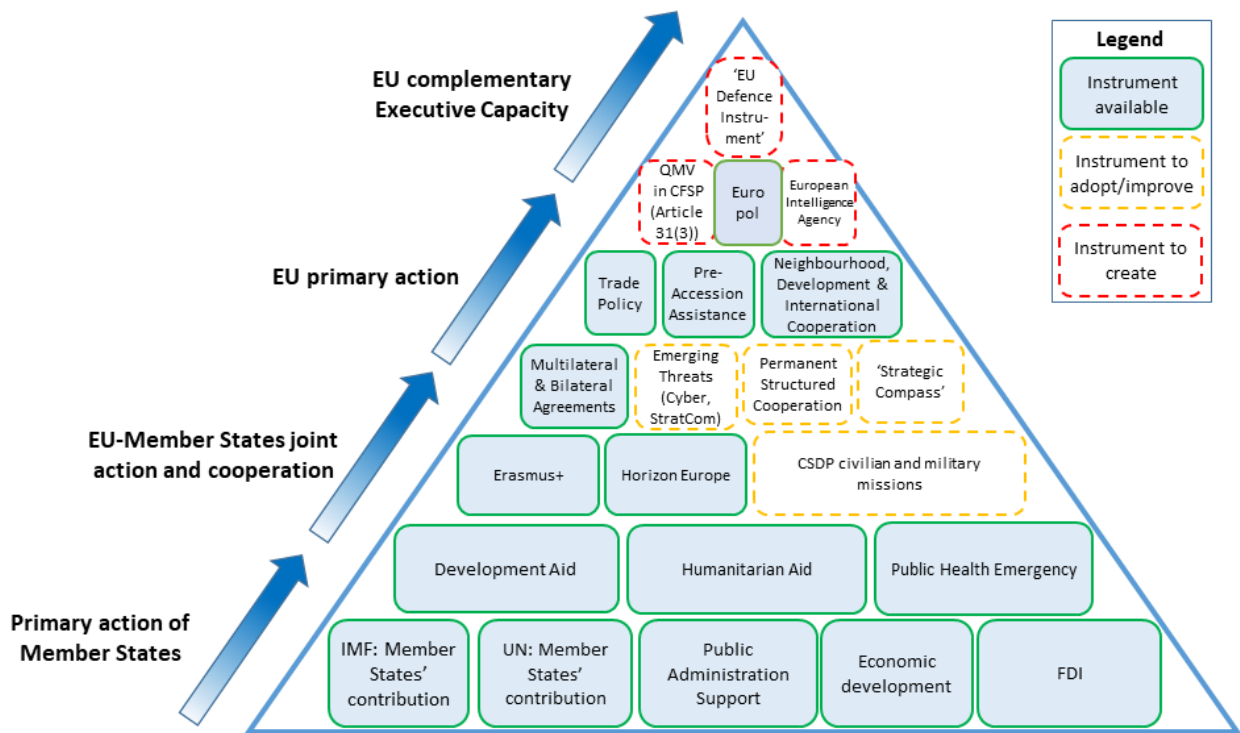 Legend
Instrument
available
Instrument to
adopt/improve
Instrument to
create
EU complementary
Executive Capacity
EU primary action
EU-Member States joint
action and cooperation
Primary action of
Member States
‘EU
Defence
Instru-
ment’
QMV
in CFSP
(Article
31(3))
Euro
pol
European
Intelligence
Agency
Trade
Policy
Pre-
Accession
Assistance
Neighbourhood,
Development &
International
Cooperation
Multilateral
& Bilateral
Agreements
Emerging
Threats
(Cyber,
StratCom)
Permanent
Structured
Cooperation
‘Strategic
Compass’
Erasmus+
Horizon Europe
CSDP civilian and military
missions
Development Aid
Humanitarian Aid
Public Health Emergency
IMF: Member
States’
contribution
UN: Member
States’
contribution
Public
Administration
Support
Economic
development
FDI